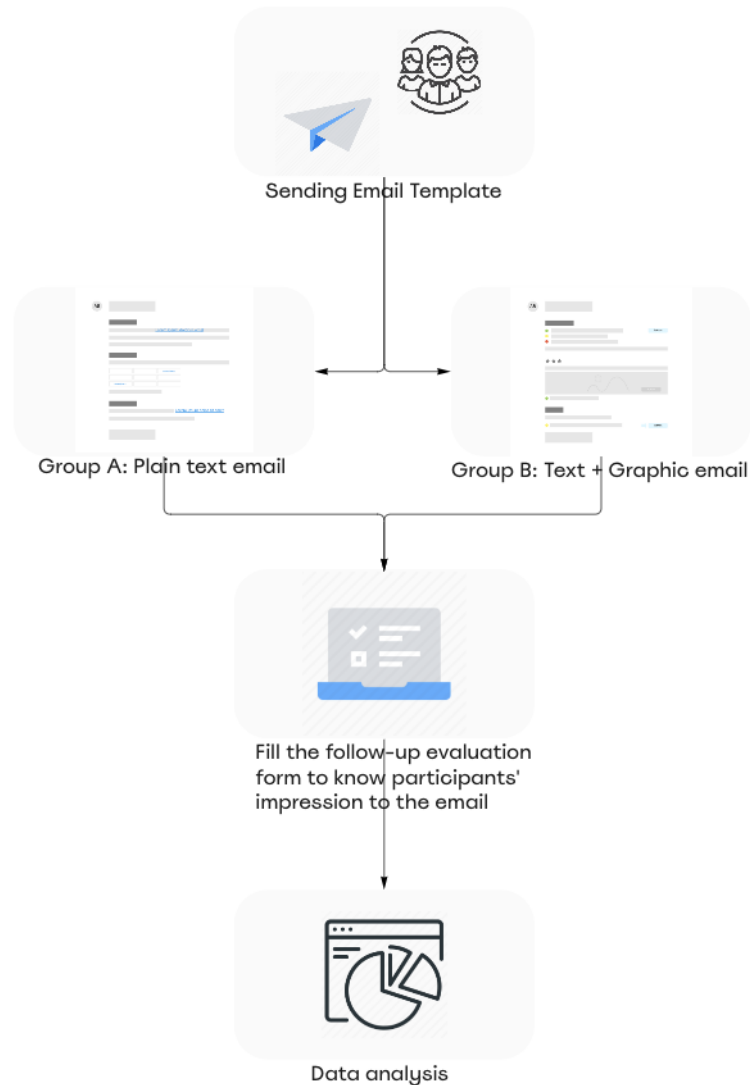 Sending Email Template
Group A: Plain text email
Group B: Text + Graphic email
Fill the follow-up evaluation
form to know participants'
impression to the email
Data analysis